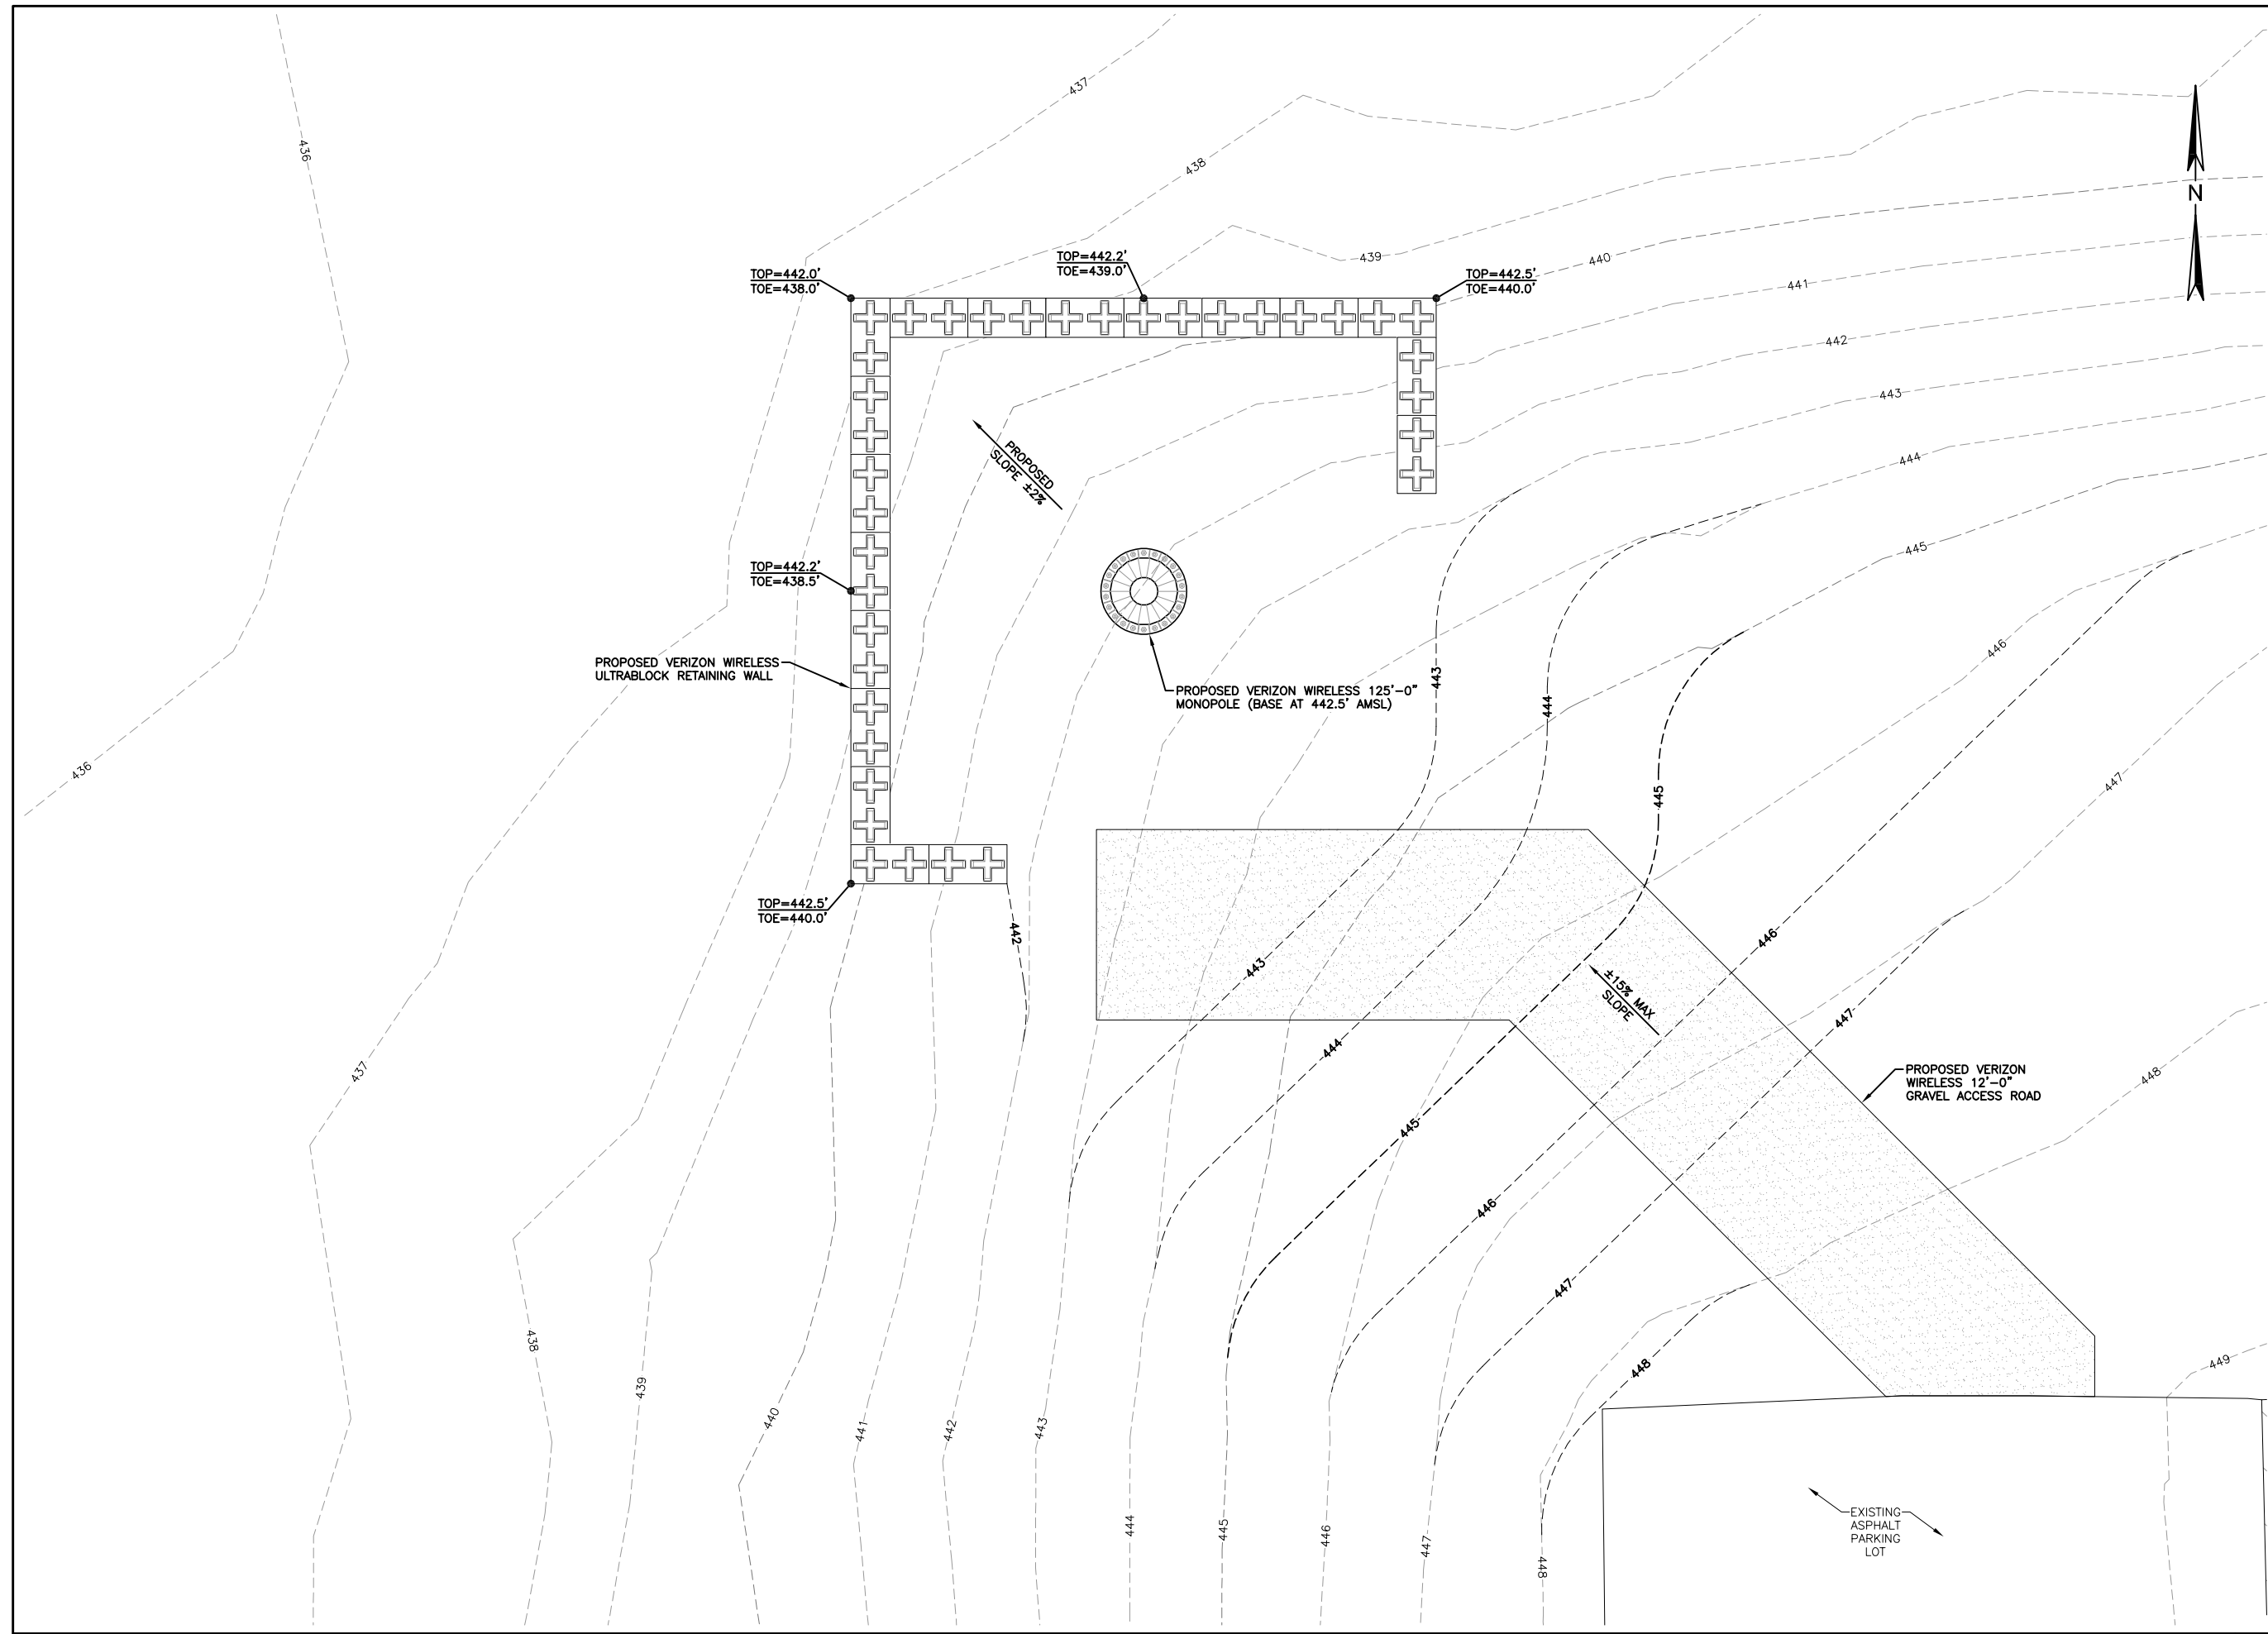 437
436
438
N
TOP=442.2'
TOE=439.0'
439
440
TOP=442.0'
TOE=438.0'
TOP=442.5'
TOE=440.0'
441
442
443
444
PROPOSED
SLOPE ±2%
445
TOP=442.2'
TOE=438.5'
446
PROPOSED VERIZON WIRELESS
ULTRABLOCK RETAINING WALL
443
PROPOSED VERIZON WIRELESS 125'-0"
MONOPOLE (BASE AT 442.5' AMSL)
444
436
445
447
TOP=442.5'
TOE=440.0'
442
446
443
±15% MAX
SLOPE
447
444
437
PROPOSED VERIZON
WIRELESS 12'-0"
GRAVEL ACCESS ROAD
448
445
446
447
438
448
449
439
440
441
442
443
444
445
446
447
448
EXISTING
ASPHALT
PARKING
LOT